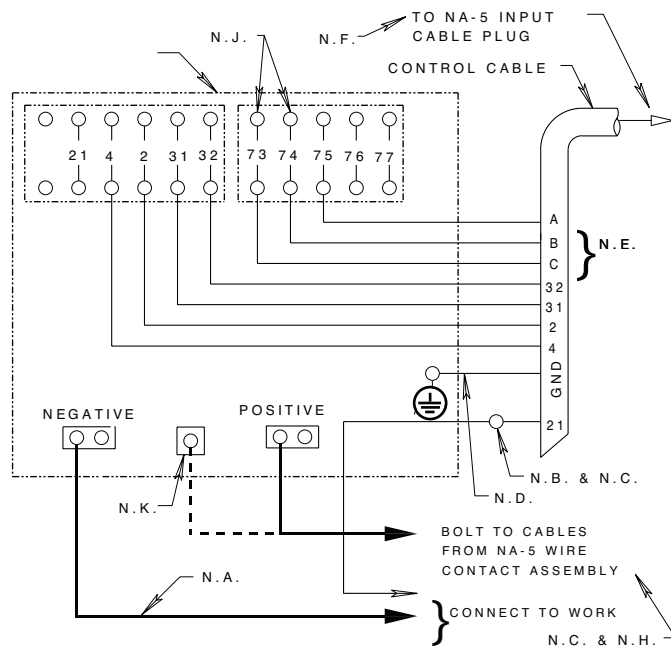 TO NA-5 INPUT
CABLE PLUG
N.J.
N.F.
CONTROL CABLE
21 4 2 31 32 73 74 75 76 77
A
B
C
N.E.
32
31
2
4
GND
21
NEGATIVE
POSITIVE
N.B. & N.C.
N.D.
N.K.
BOLT TO CABLES
FROM NA-5 WIRE
CONTACT ASSEMBLY
N.A.
CONNECT TO WORK
N.C. & N.H.